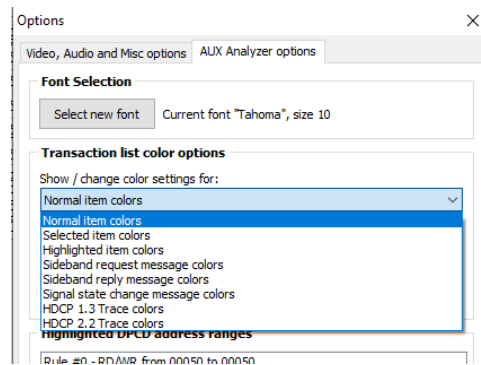 Options
Video, Audio and Misc options AUX Analyzer options
Font Selection
Select new font Current font "Tahoma", size 10
Transaction list color options
Show / change color settings for:
Normal item colors
Normal item colors
Selected item colors
Highlighted item colors
Sideband request message colors
Sideband reply message colors
Signal state change message colors
HDCP 1.3 Trace colors
HDCP 2.2 Trace colors
Highlighted DPCD address ranges
Rule #0 - RD/WR from 00050 to 00050